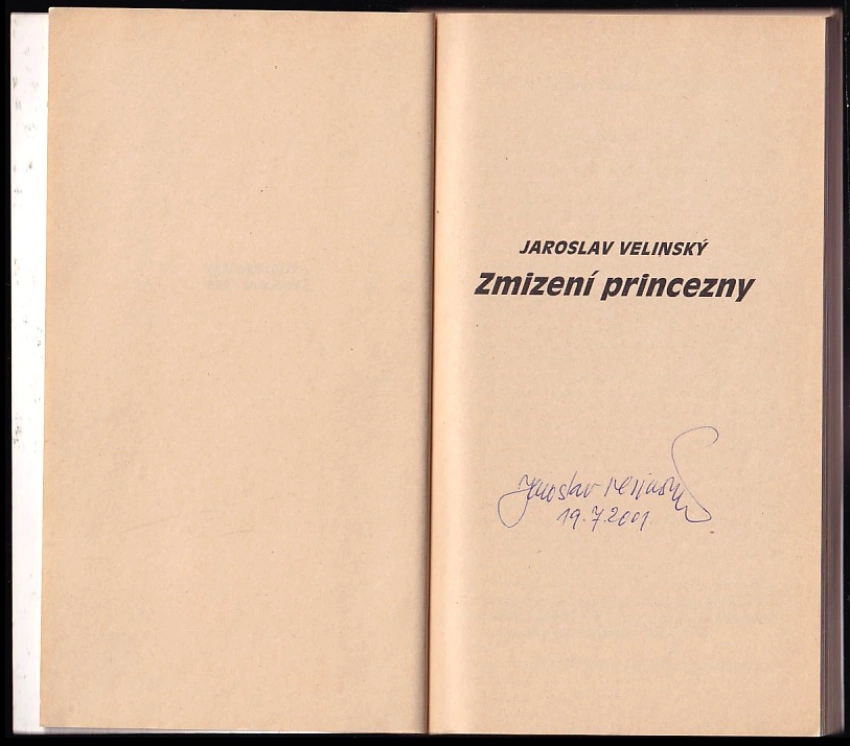 JAROSLAV VELINSKÝ
Zmizení princezny
Jaroslav Velinský
19.7.2001